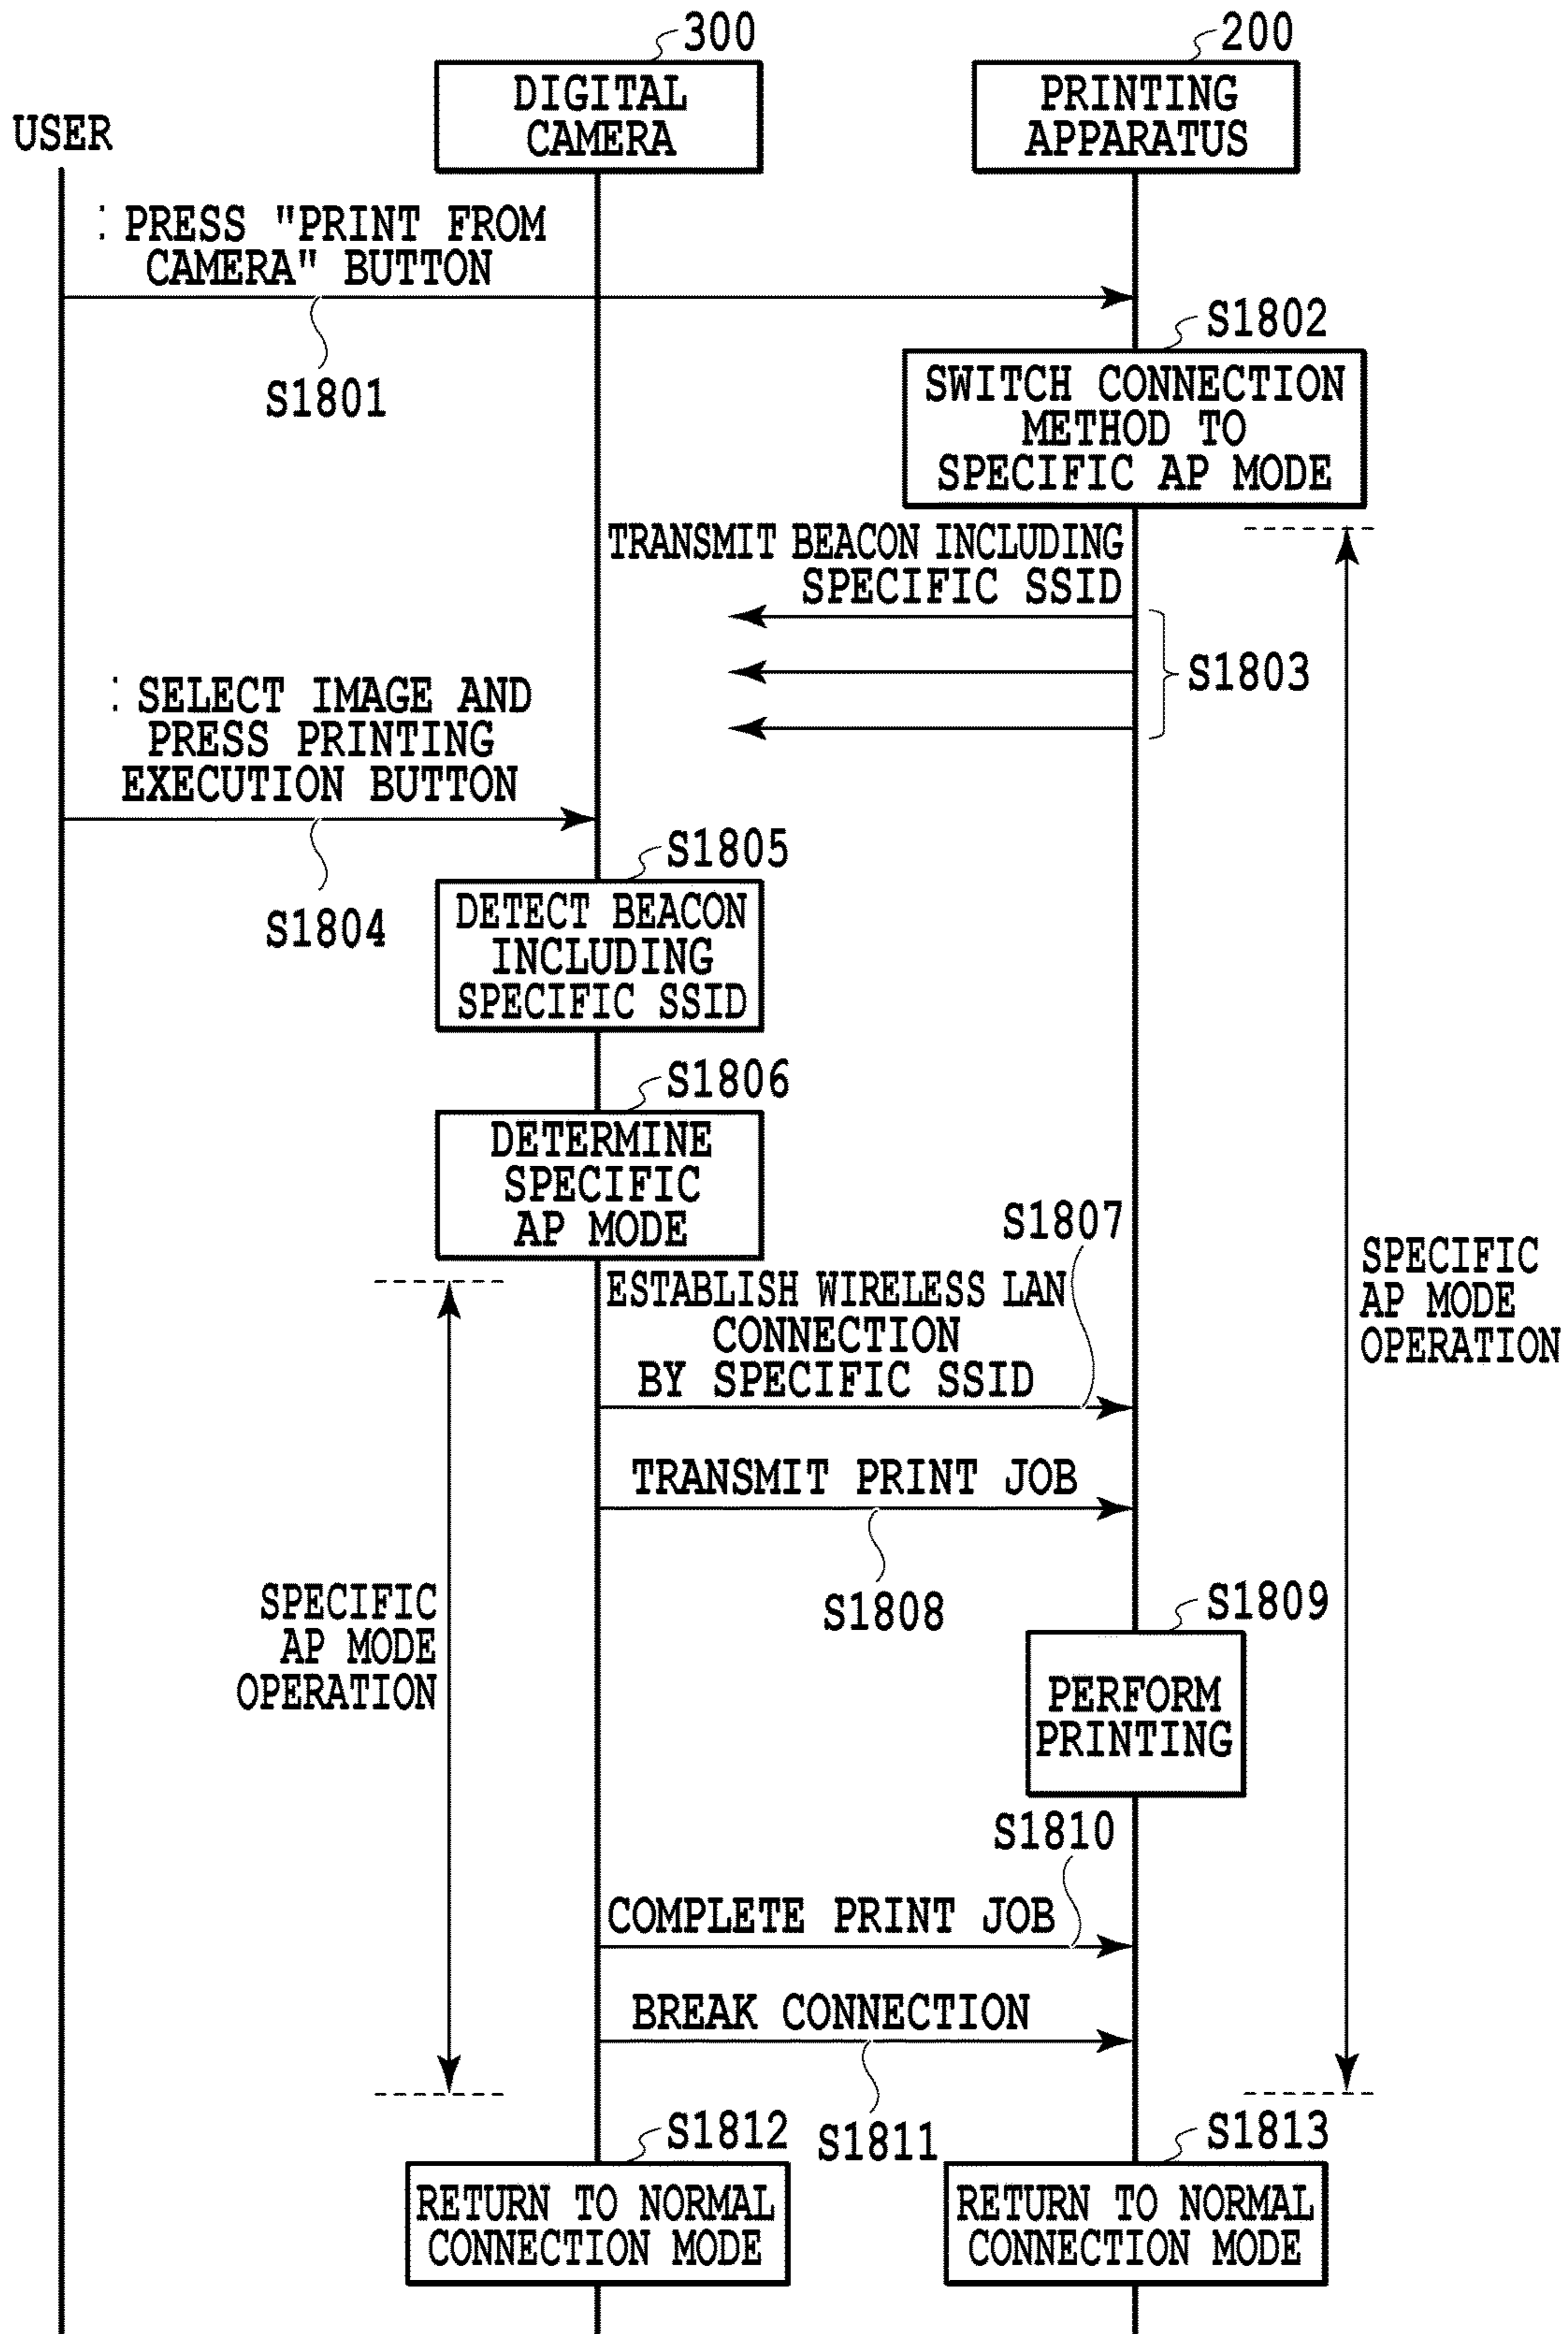 300
200
DIGITAL
CAMERA
PRINTING
APPARATUS
USER
: PRESS "PRINT FROM
CAMERA" BUTTON
S1801
S1802
SWITCH CONNECTION
METHOD TO
SPECIFIC AP MODE
TRANSMIT BEACON INCLUDING
SPECIFIC SSID
S1803
: SELECT IMAGE AND
PRESS PRINTING
EXECUTION BUTTON
S1804
S1805
DETECT BEACON
INCLUDING
SPECIFIC SSID
S1806
DETERMINE
SPECIFIC
AP MODE
S1807
ESTABLISH WIRELESS LAN
CONNECTION
BY SPECIFIC SSID
SPECIFIC
AP MODE
OPERATION
TRANSMIT PRINT JOB
S1808
SPECIFIC
AP MODE
OPERATION
S1809
PERFORM
PRINTING
S1810
COMPLETE PRINT JOB
BREAK CONNECTION
S1811
S1812
RETURN TO NORMAL
CONNECTION MODE
S1813
RETURN TO NORMAL
CONNECTION MODE